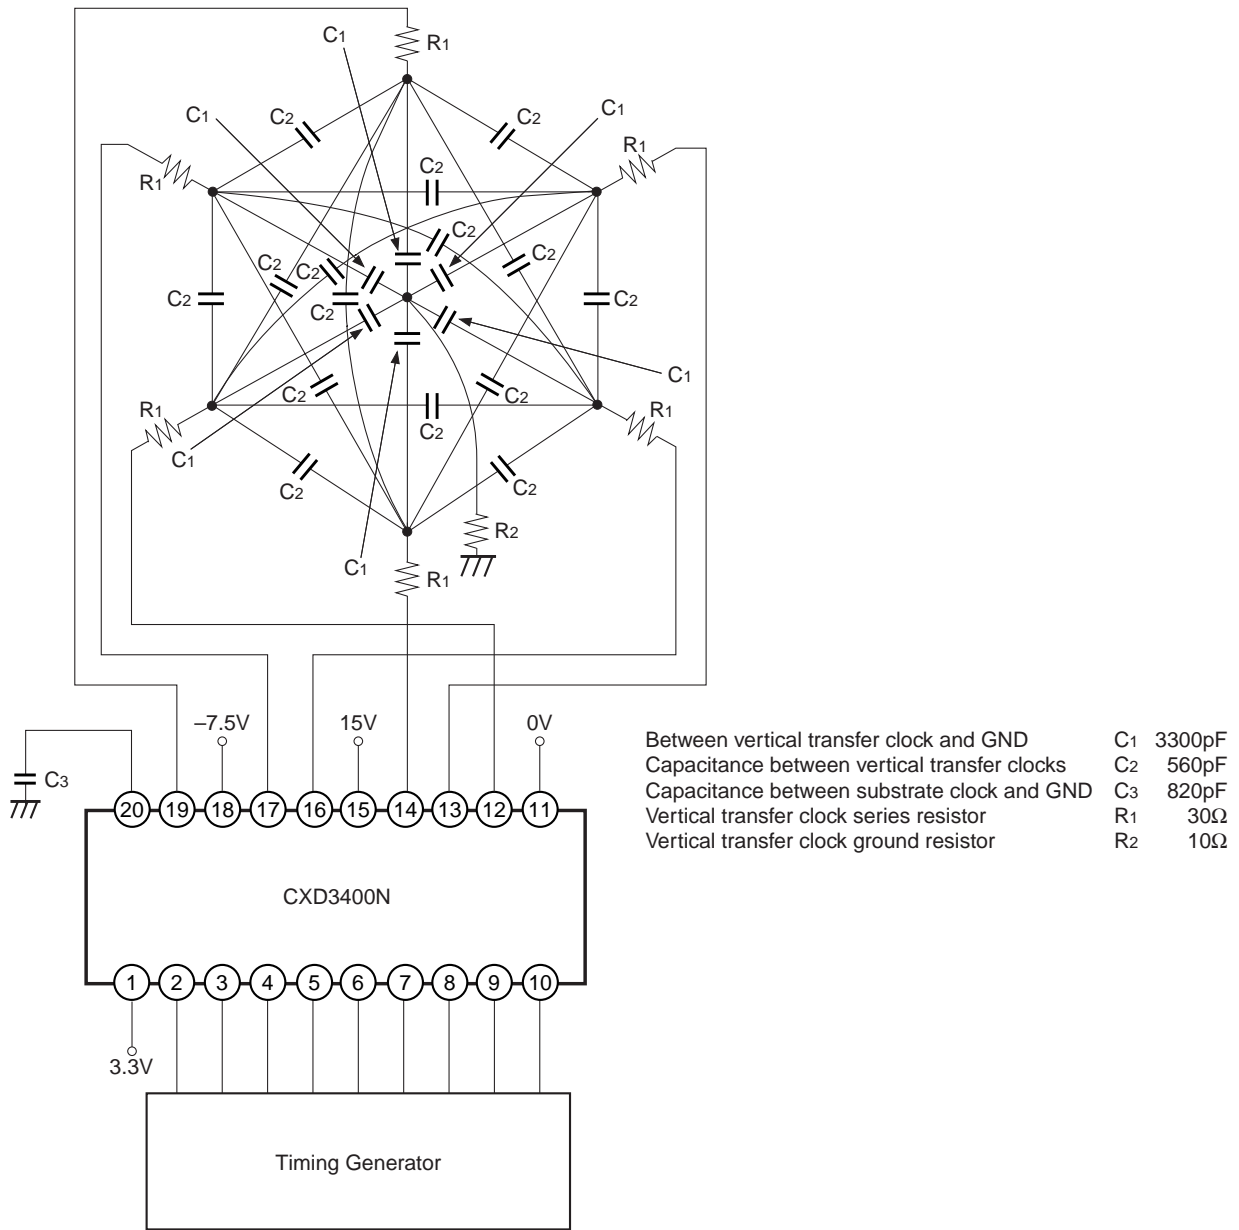 C1
R1
C1
C2
C2
C1
R1
R1
C2
C2
C2
C2
C2
C2
C2
C2
C2
C1
C2
C2
R1
C2
R1
C1
C2
C2
R2
C1
R1
–7.5V
15V
0V
C3
Between vertical transfer clock and GND C1 3300pF
Capacitance between vertical transfer clocks C2 560pF
Capacitance between substrate clock and GND C3 820pF
Vertical transfer clock series resistor R1 30Ω
Vertical transfer clock ground resistor R2 10Ω
20 19 18 17 16 15 14 13 12 11
CXD3400N
1 2 3 4 5 6 7 8 9 10
3.3V
Timing Generator